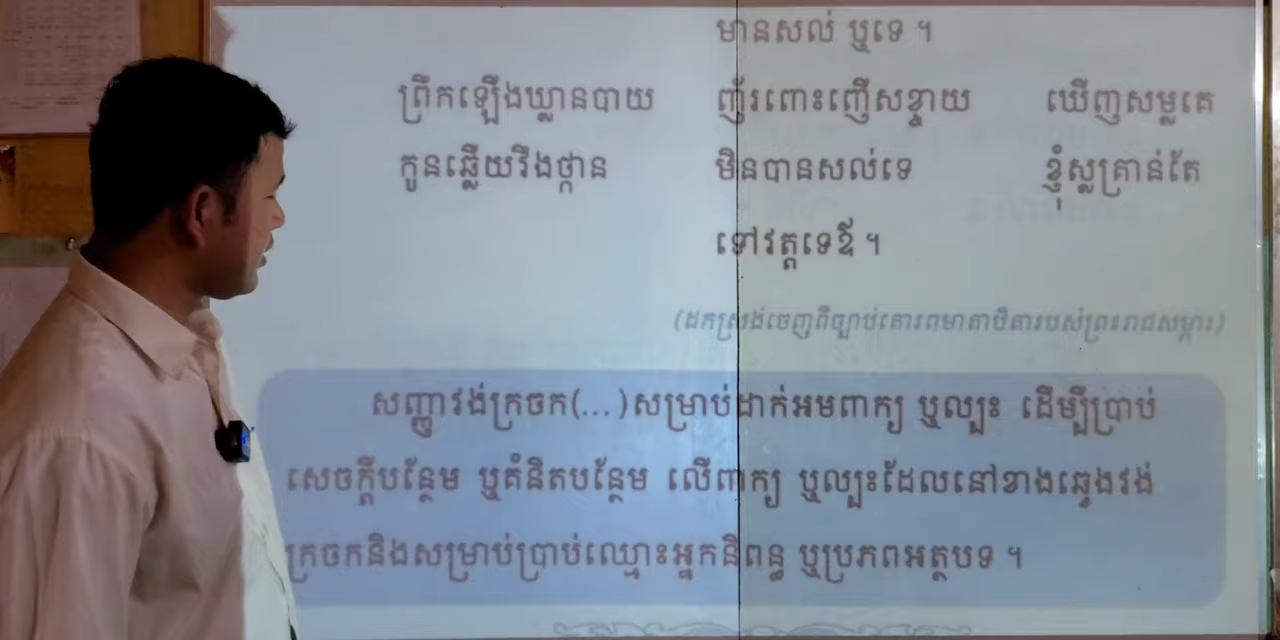 មានសល់ ឬទេ ។
ព្រឹកឡើងឃ្លានបាយ ញ័រពោះញើសខ្ចាយ ឃើញសម្លគេ
កូនឆ្លើយវឹងថ្កាន មិនបានសល់ទេ ខ្ញុំស្លគ្រាន់តែ
ទៅវត្តទេឪ ។
(ដកស្រង់ចេញពីច្បាប់គោរពមាតាបិតារបស់ព្រះរាជសម្ភារ)
សញ្ញាវង់ក្រចក(...)សម្រាប់ដាក់អមពាក្យ ឬល្បះ ដើម្បីប្រាប់
សេចក្តីបន្ថែម ឬគំនិតបន្ថែម លើពាក្យ ឬល្បះដែលនៅខាងឆ្វេងវង់
ក្រចកនិងសម្រាប់ប្រាប់ឈ្មោះអ្នកនិពន្ធ ឬប្រភពអត្ថបទ ។